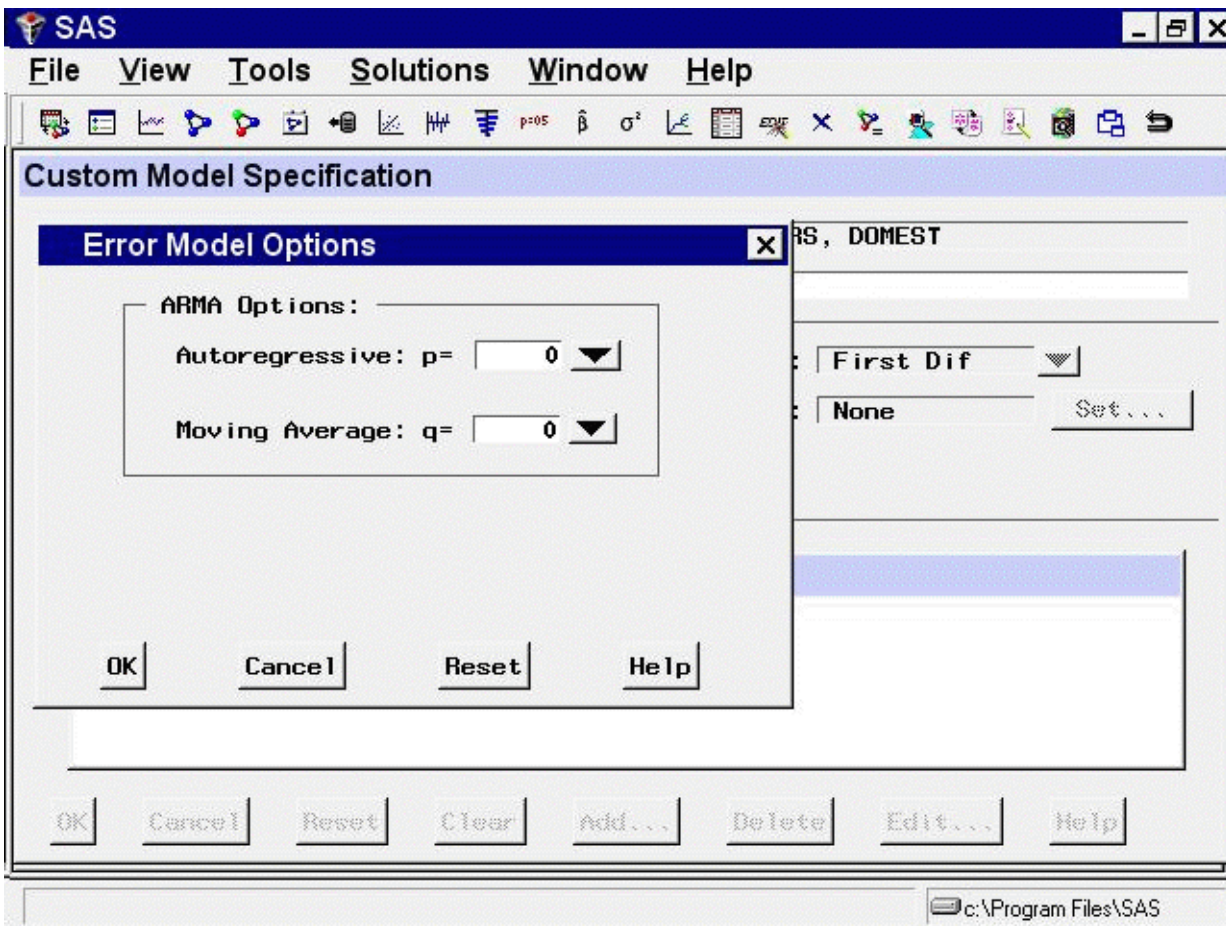 SAS
File View Tools Solutions Window Help
p=05 β̂ σ² EDIT
Custom Model Specification
RS, DOMEST
Error Model Options
ARMA Options:
Autoregressive: p= 0
Moving Average: q= 0
: First Dif
: None Set...
OK Cancel Reset Help
OK Cancel Reset Clear Add... Delete Edit... Help
c:\Program Files\SAS